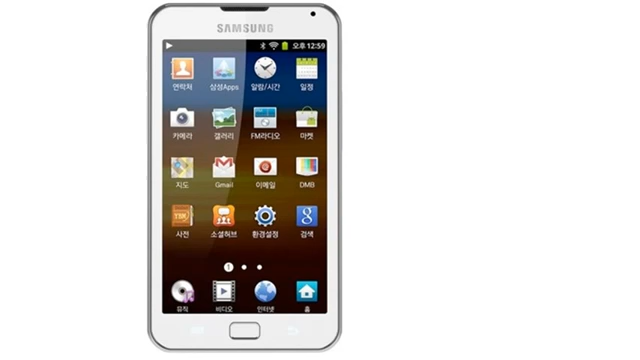 SAMSUNG
오후 12:59
연락처 삼성Apps 알람/시간 일정
카메라 갤러리 FM라디오 마켓
지도 Gmail 이메일 DMB
사전 소셜허브 환경설정 검색
1
뮤직 비디오 인터넷 홈